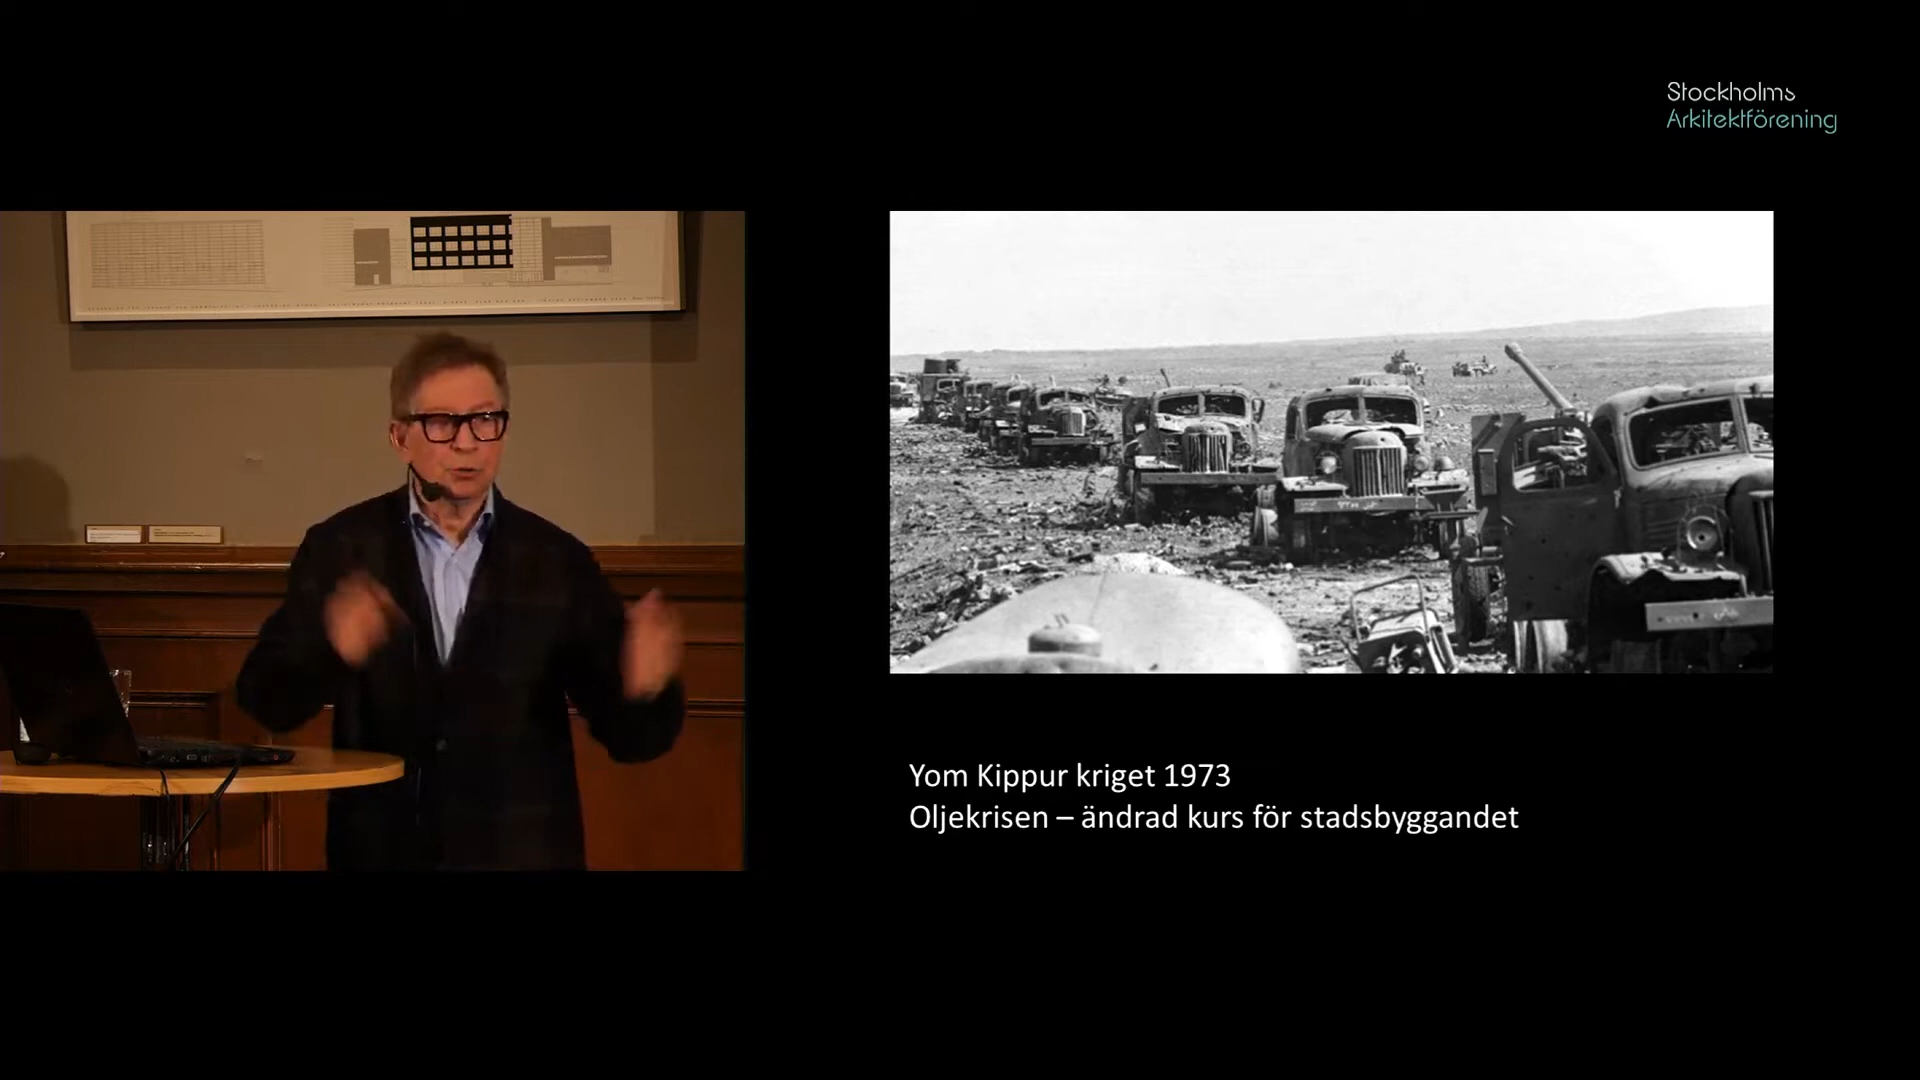 Stockholms
Arkitektförening
Yom Kippur kriget 1973
Oljekrisen – ändrad kurs för stadsbyggandet